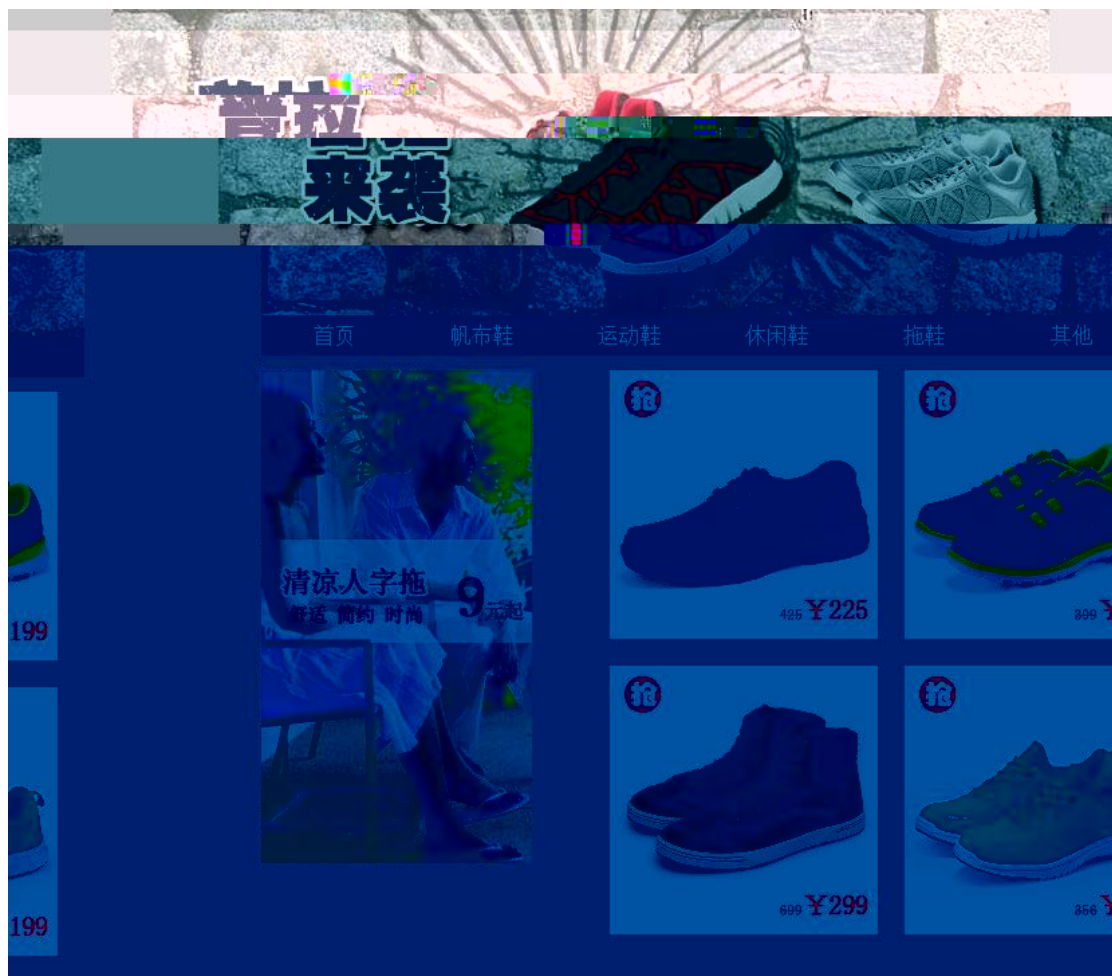 来袭
首页 帆布鞋 运动鞋 休闲鞋 拖鞋 其他
抢
抢
清凉人字拖
9元起
舒适 简约 时尚
425 ¥225
399
199
抢
抢
699 ¥299
356
199